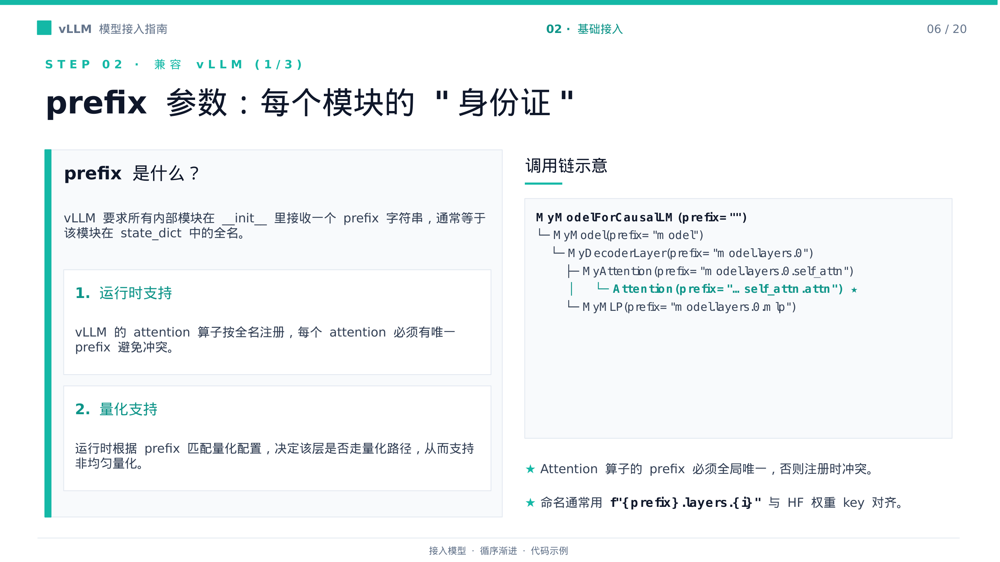 vLLM 模型接入指南
02 · 基础接入
06 / 20
STEP 02 · 兼容 vLLM (1/3)
prefix 参数：每个模块的 "身份证"
prefix 是什么？
vLLM 要求所有内部模块在 __init__ 里接收一个 prefix 字符串，通常等于
该模块在 state_dict 中的全名。
1. 运行时支持
vLLM 的 attention 算子按全名注册，每个 attention 必须有唯一
prefix 避免冲突。
2. 量化支持
运行时根据 prefix 匹配量化配置，决定该层是否走量化路径，从而支持
非均匀量化。
调用链示意
MyModelForCausalLM(prefix="")
└─ MyModel(prefix="model")
└─ MyDecoderLayer(prefix="model.layers.0")
├─ MyAttention(prefix="model.layers.0.self_attn")
│ └─ Attention(prefix="… self_attn.attn") ★
└─ MyMLP(prefix="model.layers.0.mlp")
★ Attention 算子的 prefix 必须全局唯一，否则注册时冲突。
★ 命名通常用 f"{prefix}.layers.{i}" 与 HF 权重 key 对齐。
接入模型 · 循序渐进 · 代码示例